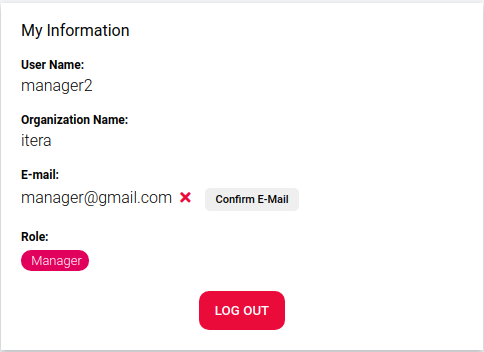 My Information
User Name:
manager2
Organization Name:
itera
E-mail:
manager@gmail.com Confirm E-Mail
Role:
Manager
LOG OUT